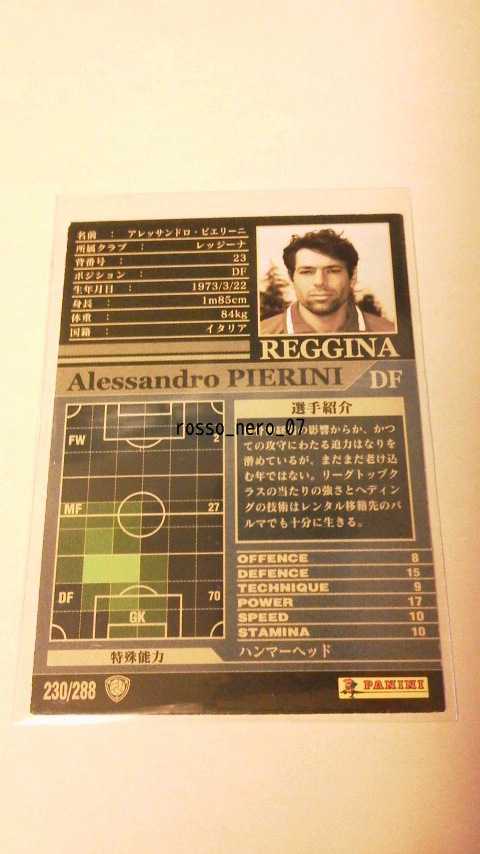 名前 : アレッサンドロ・ピエリーニ
所属クラブ : レッジーナ
背番号 : 23
ポジション : DF
生年月日 : 1973/3/22
身長 : 1m85cm
体重 : 84kg
国籍 : イタリア
REGGINA
Alessandro PIERINI DF
選手紹介
rosso_nero_07
の影響からか、かつ
ての攻守にわたる迫力はなりを
潜めているが、まだまだ老け込
む年ではない。リーグトップク
ラスの当たりの強さとヘディン
グの技術はレンタル移籍先のパ
ルマでも十分に生きる。
FW 2
MF 27
DF 70
GK
OFFENCE 8
DEFENCE 15
TECHNIQUE 9
POWER 17
SPEED 10
STAMINA 10
特殊能力 ハンマーヘッド
230/288
PANINI